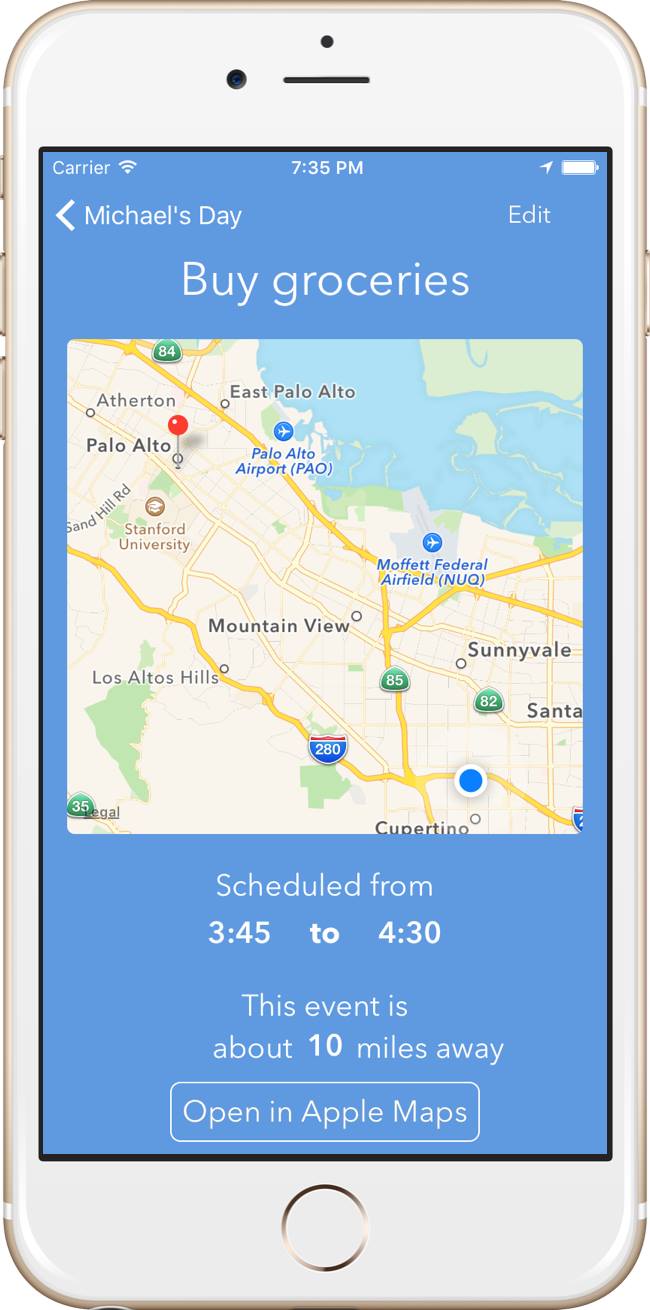 Carrier 7:35 PM
Michael's Day Edit
Buy groceries
84
Atherton
East Palo Alto
Palo Alto
Palo Alto
Airport (PAO)
Sand Hill Rd
Stanford
University
Moffett Federal
Airfield (NUQ)
Mountain View
Sunnyvale
Los Altos Hills
85
82
Santa
280
35
Legal
Cupertino
2
Scheduled from
3:45 to 4:30
This event is
about 10 miles away
Open in Apple Maps